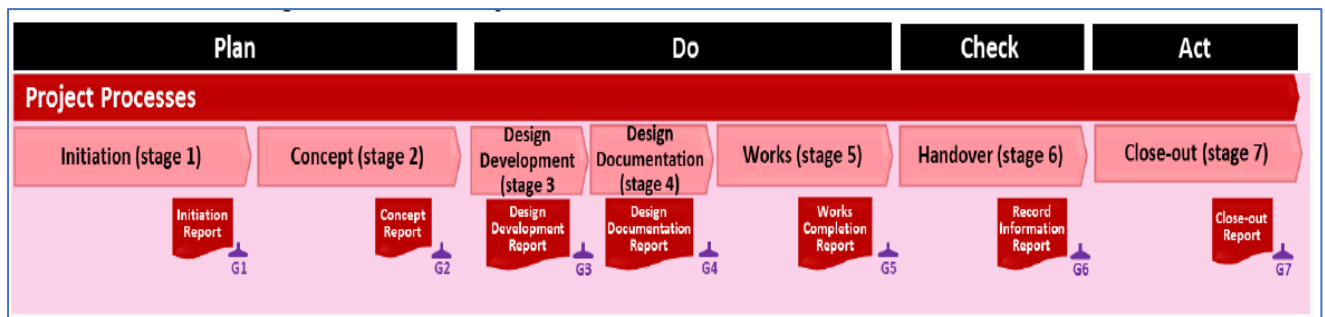 Plan
Do
Check
Act
Project Processes
Initiation (stage 1)
Concept (stage 2)
Design
Development
(stage 3
Design
Documentation
(stage 4)
Works (stage 5)
Handover (stage 6)
Close-out (stage 7)
Initiation
Report
G1
Concept
Report
G2
Design
Development
Report
G3
Design
Documentation
Report
G4
Works
Completion
Report
G5
Record
Information
Report
G6
Close-out
Report
G7